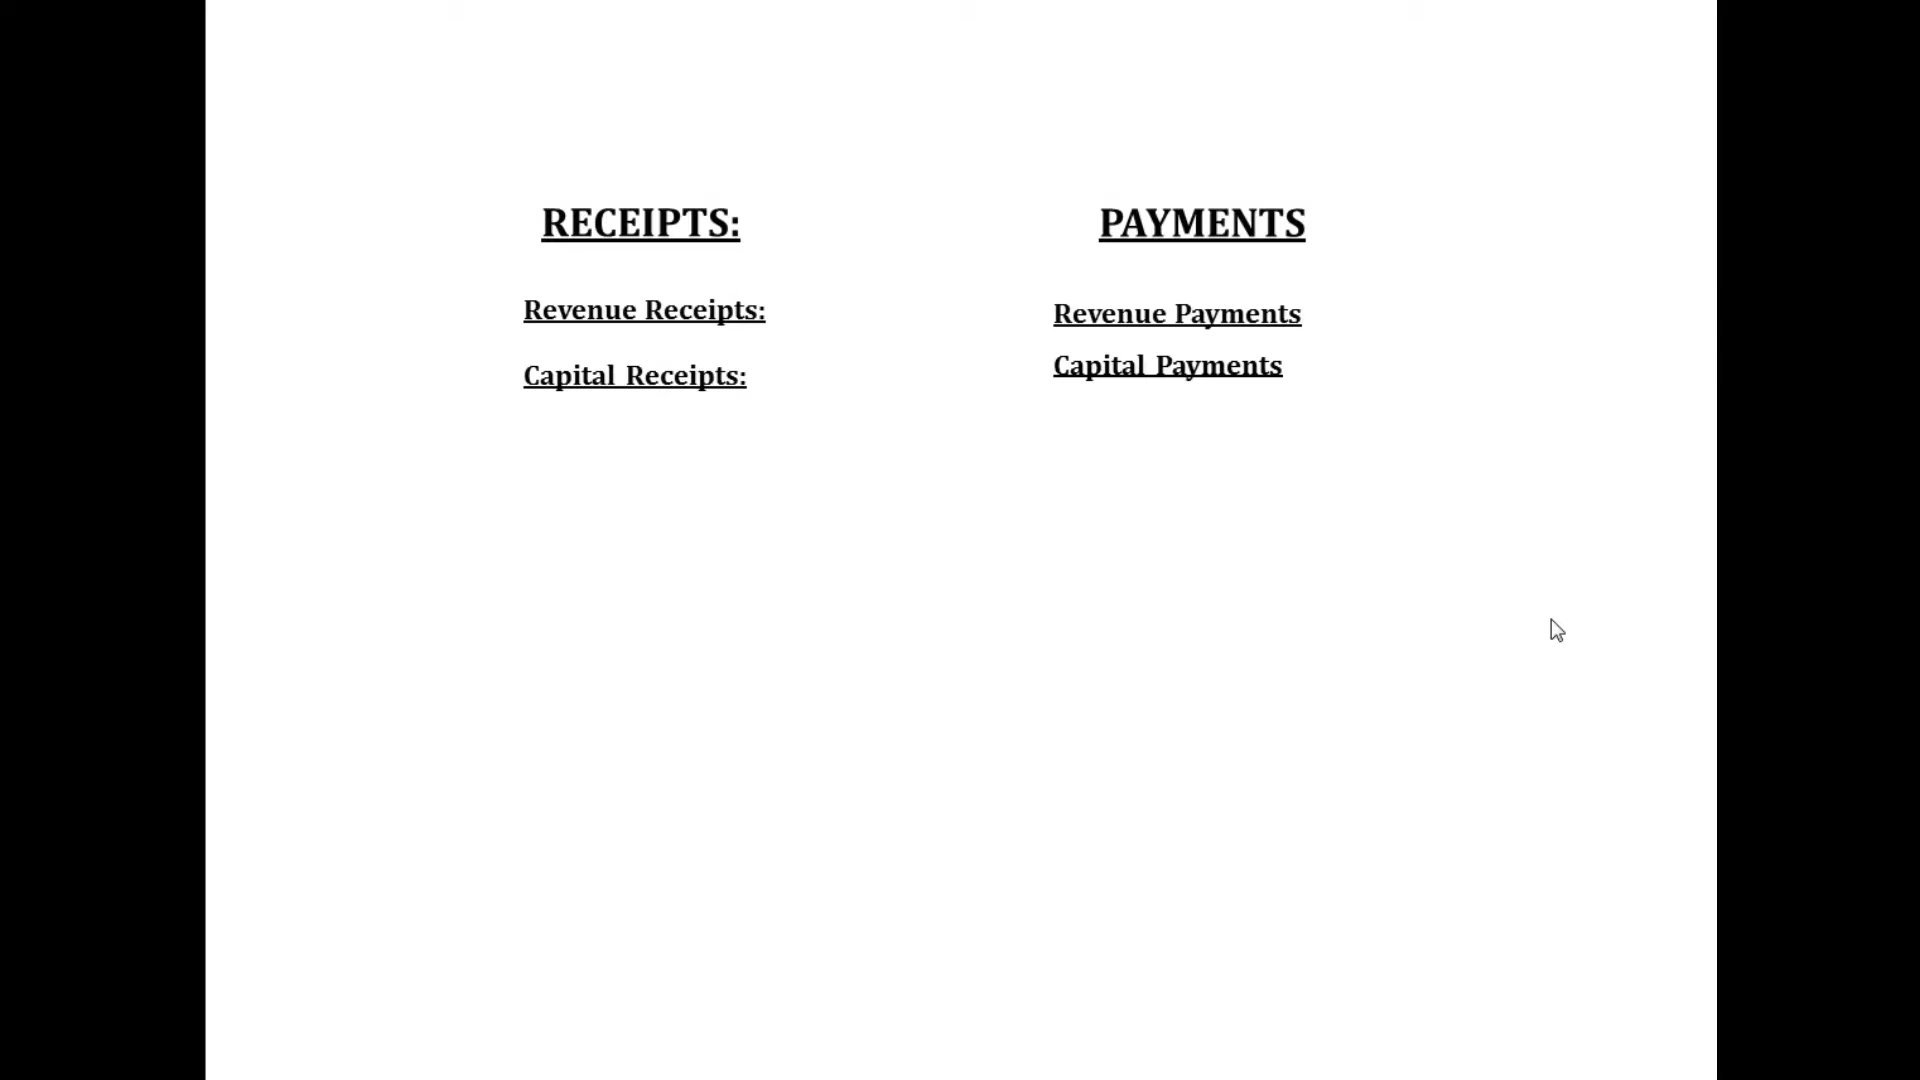 RECEIPTS:
Revenue Receipts:
Capital Receipts:
PAYMENTS
Revenue Payments
Capital Payments